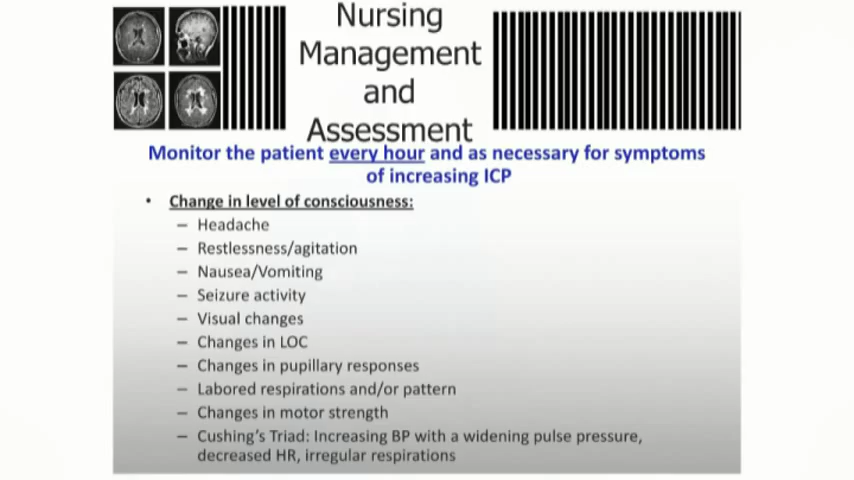 Nursing
Management
and
Assessment
Monitor the patient every hour and as necessary for symptoms
of increasing ICP
• Change in level of consciousness:
– Headache
– Restlessness/agitation
– Nausea/Vomiting
– Seizure activity
– Visual changes
– Changes in LOC
– Changes in pupillary responses
– Labored respirations and/or pattern
– Changes in motor strength
– Cushing's Triad: Increasing BP with a widening pulse pressure,
decreased HR, irregular respirations